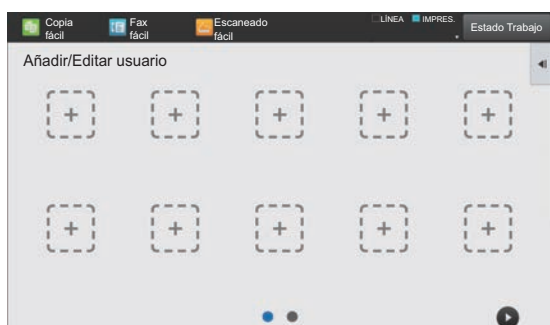 Copia
fácil
Fax
fácil
Escaneado
fácil
LÍNEA
IMPRES.
Estado Trabajo
Añadir/Editar usuario